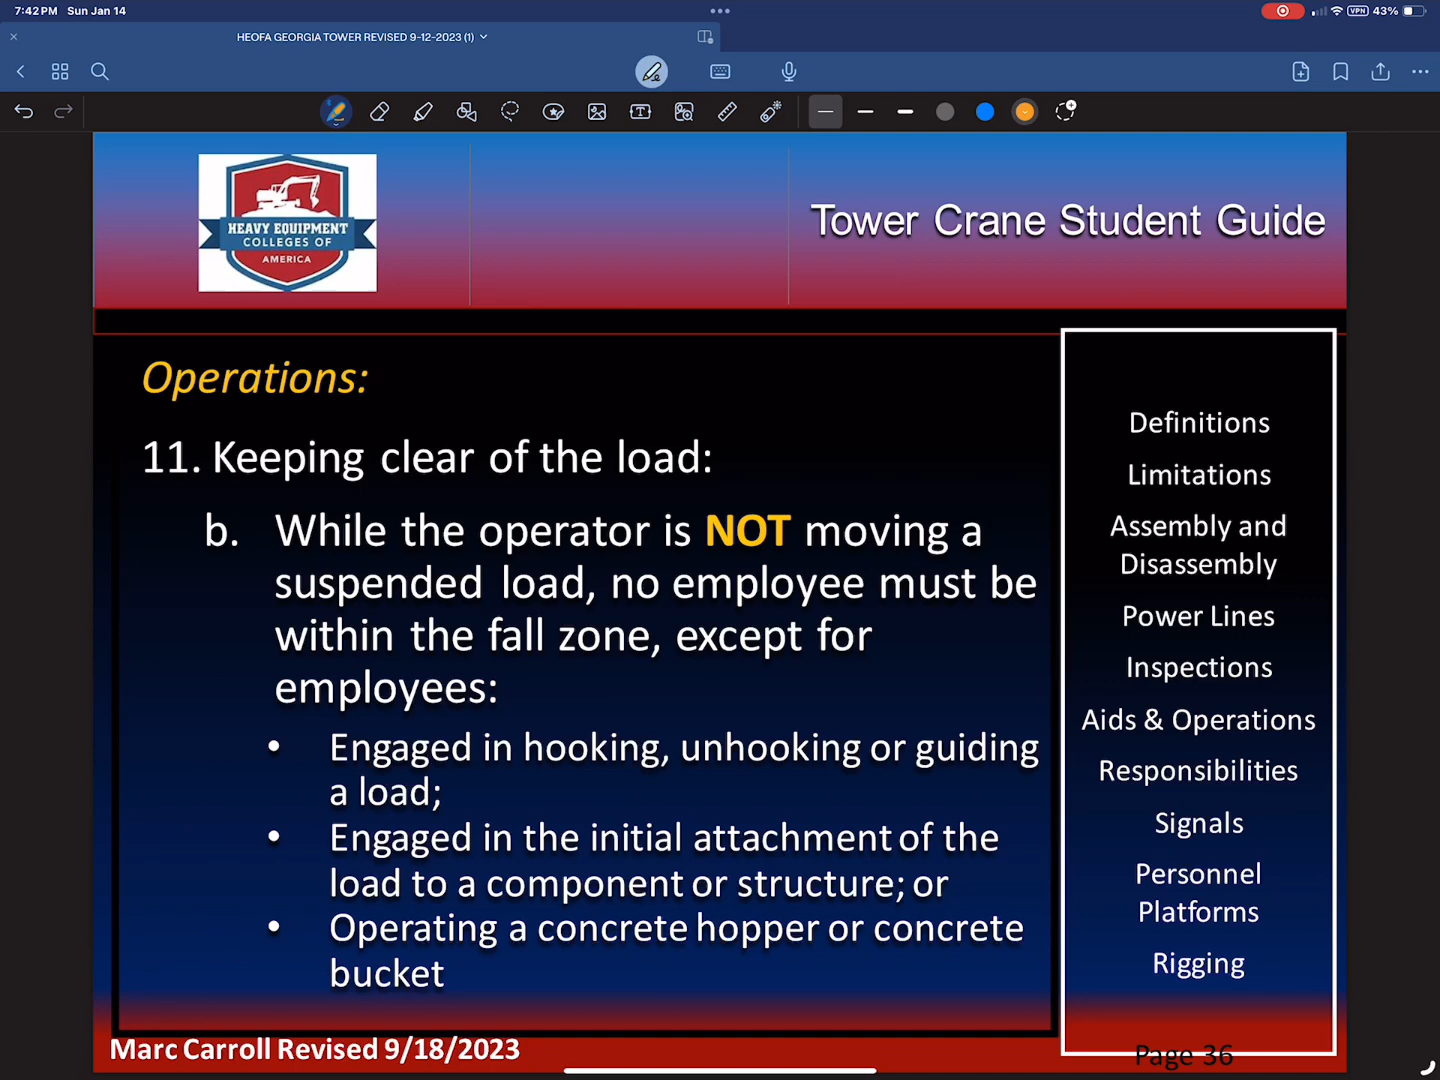 7:42 PM Sun Jan 14
VPN 43%
HEOFA GEORGIA TOWER REVISED 9-12-2023 (1)
HEAVY EQUIPMENT
COLLEGES OF
AMERICA
Tower Crane Student Guide
Operations:
11. Keeping clear of the load:
b. While the operator is NOT moving a
suspended load, no employee must be
within the fall zone, except for
employees:
• Engaged in hooking, unhooking or guiding
a load;
• Engaged in the initial attachment of the
load to a component or structure; or
• Operating a concrete hopper or concrete
bucket
Definitions
Limitations
Assembly and
Disassembly
Power Lines
Inspections
Aids & Operations
Responsibilities
Signals
Personnel
Platforms
Rigging
Marc Carroll Revised 9/18/2023
Page 36